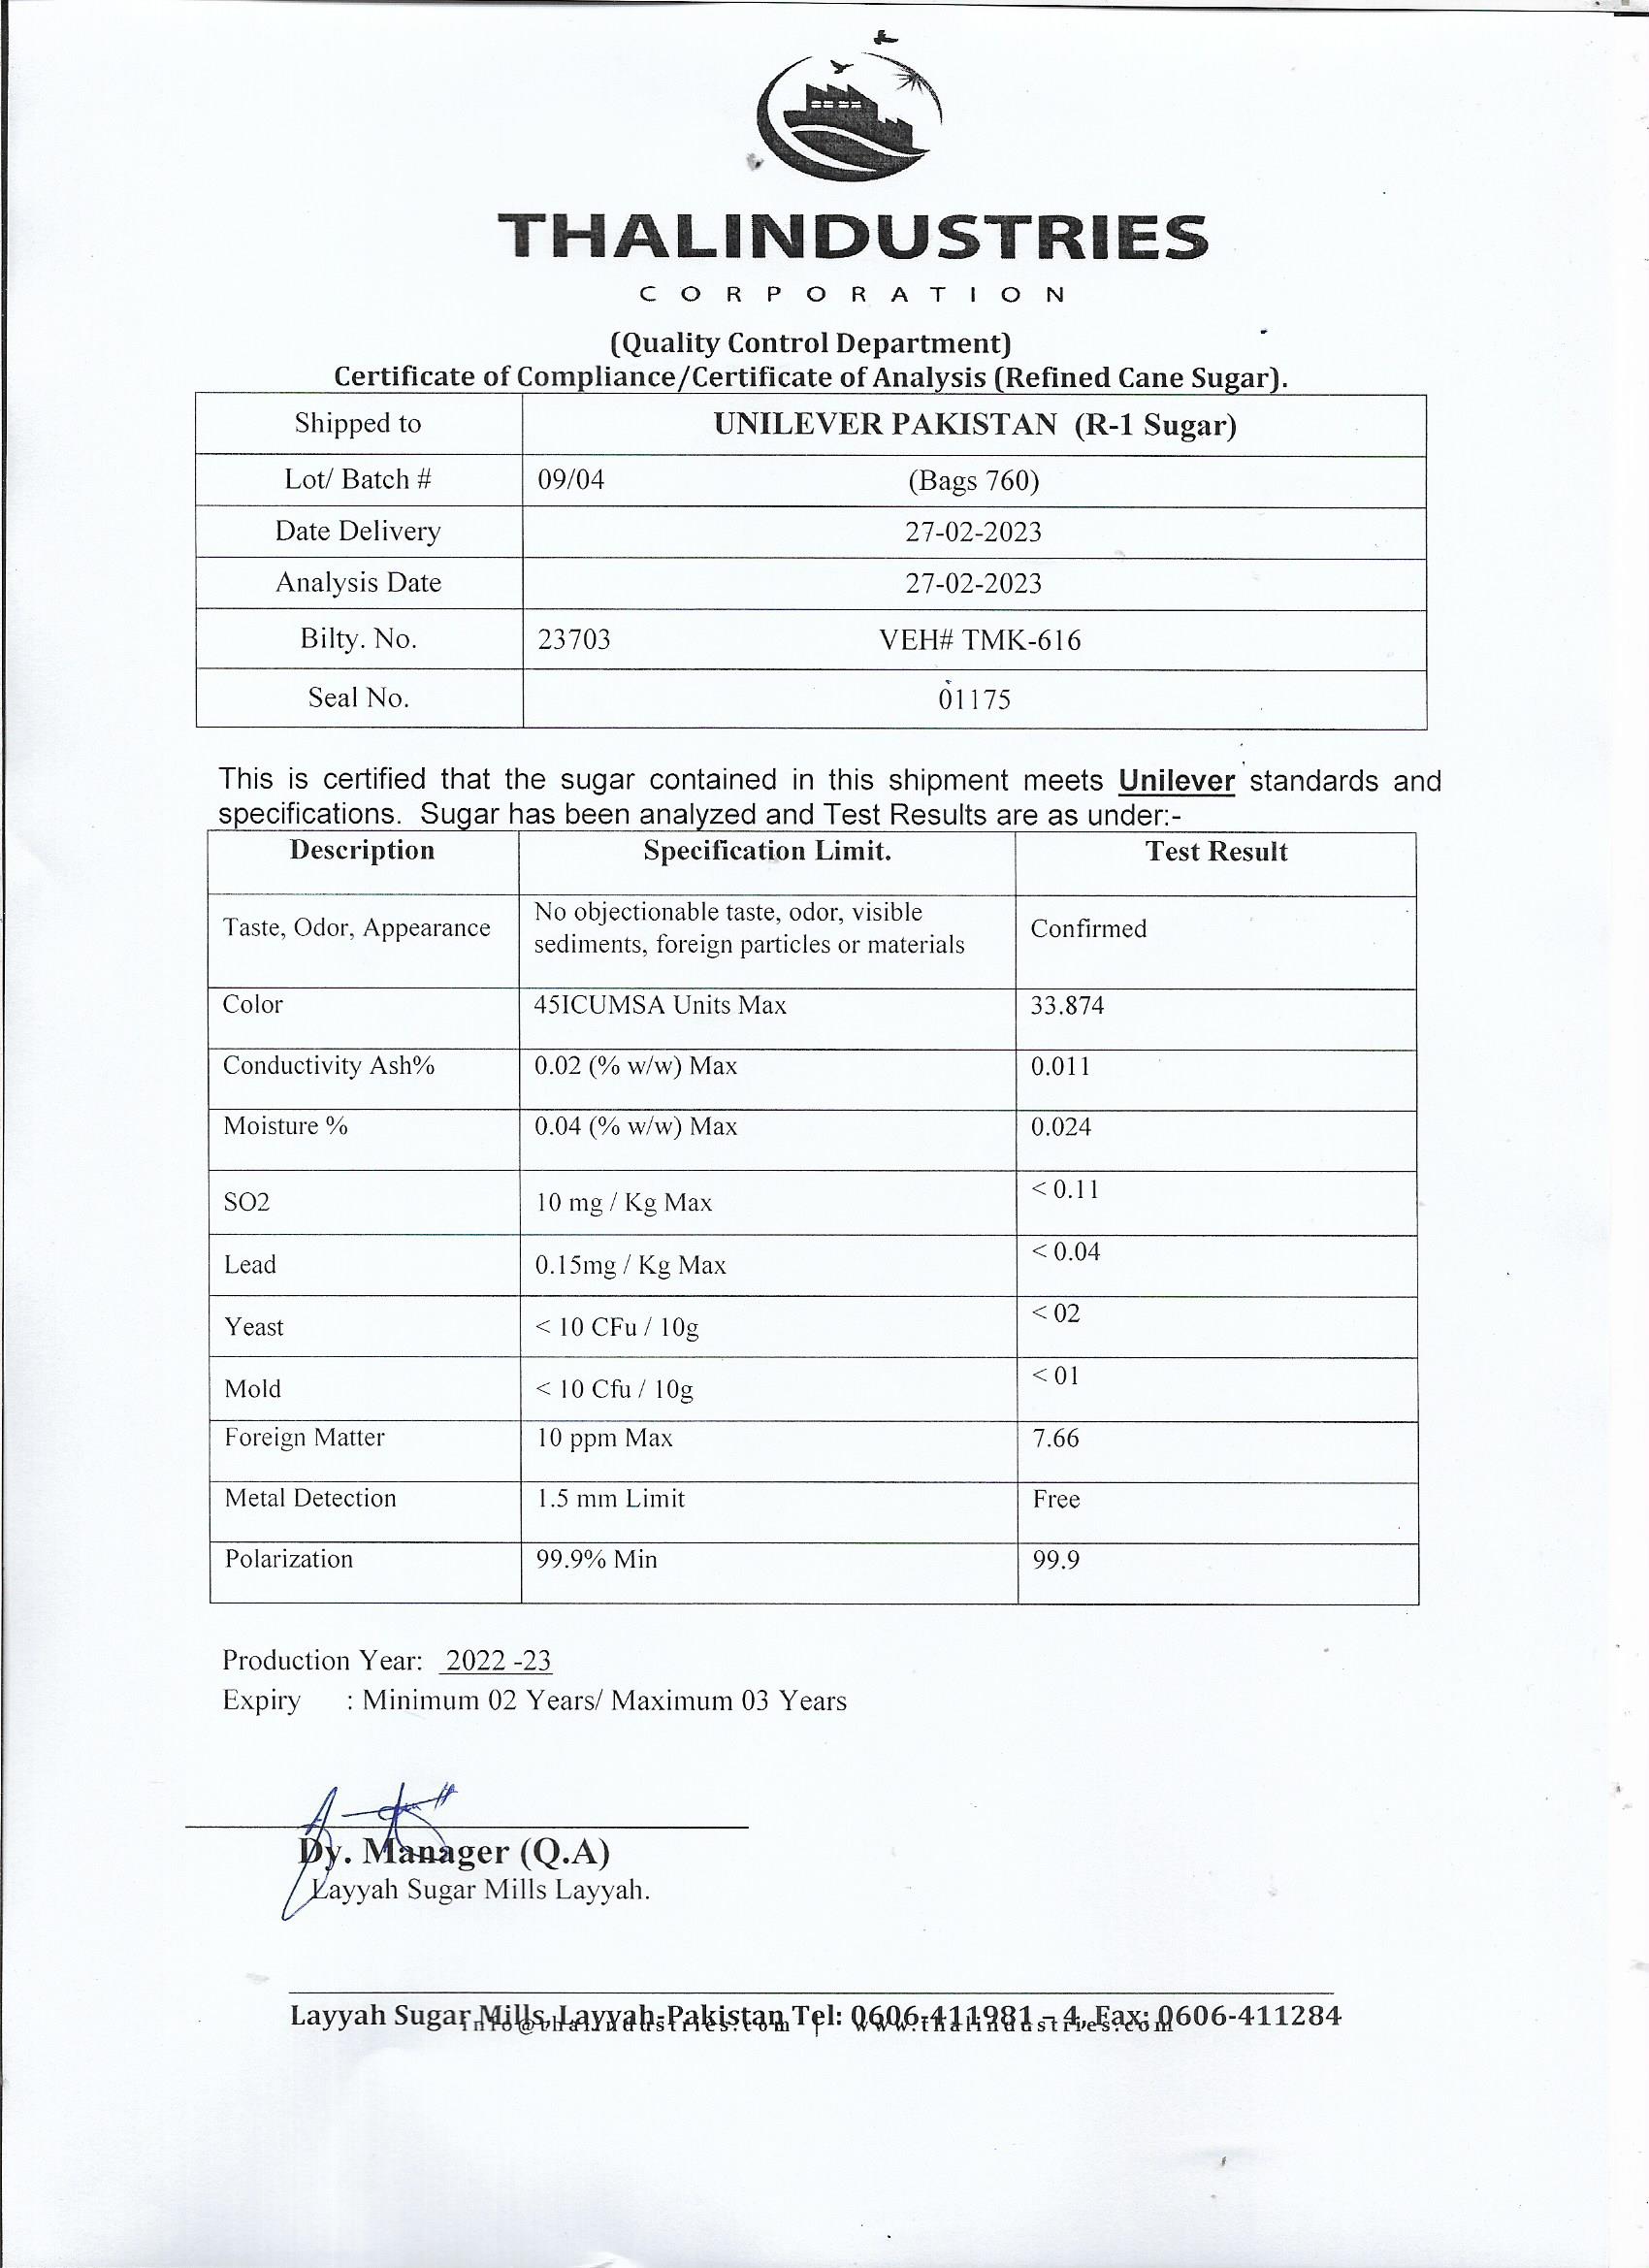 THALINDUSTRIES
CORPORATION
(Quality Control Department)
Certificate of Compliance/Certificate of Analysis (Refined Cane Sugar).
Shipped to UNILEVER PAKISTAN (R-1 Sugar)
Lot/ Batch # 09/04 (Bags 760)
Date Delivery 27-02-2023
Analysis Date 27-02-2023
Bilty. No. 23703 VEH# TMK-616
Seal No. 01175
This is certified that the sugar contained in this shipment meets Unilever standards and
specifications. Sugar has been analyzed and Test Results are as under:-
Description Specification Limit. Test Result
Taste, Odor, Appearance No objectionable taste, odor, visible
sediments, foreign particles or materials Confirmed
Color 45ICUMSA Units Max 33.874
Conductivity Ash% 0.02 (% w/w) Max 0.011
Moisture % 0.04 (% w/w) Max 0.024
SO2 10 mg / Kg Max < 0.11
Lead 0.15mg / Kg Max < 0.04
Yeast < 10 CFu / 10g < 02
Mold < 10 Cfu / 10g < 01
Foreign Matter 10 ppm Max 7.66
Metal Detection 1.5 mm Limit Free
Polarization 99.9% Min 99.9
Production Year: 2022 -23
Expiry : Minimum 02 Years/ Maximum 03 Years
Dy. Manager (Q.A)
Layyah Sugar Mills Layyah.
Layyah Sugar Mills, Layyah-Pakistan Tel: 0606-411981 – 4, Fax: 0606-411284
info@thalindustries.com | www.thalindustries.com